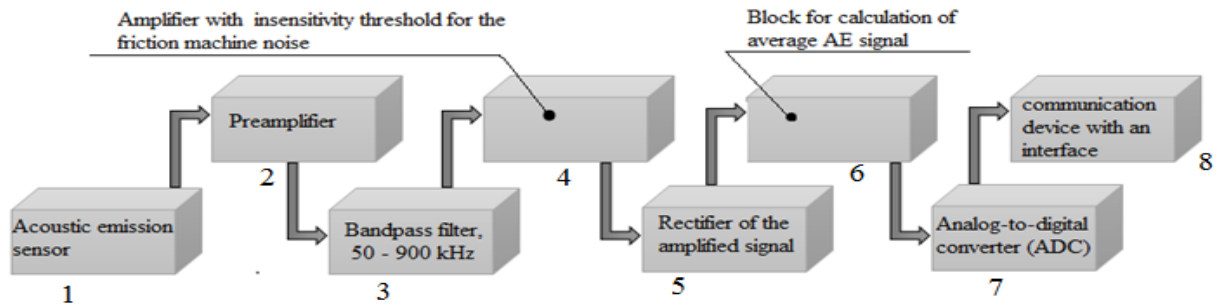 Amplifier with insensitivity threshold for the
friction machine noise
Block for calculation of
average AE signal
Acoustic emission
sensor
1
Preamplifier
2
Bandpass filter,
50 - 900 kHz
3
4
Rectifier of the
amplified signal
5
6
Analog-to-digital
converter (ADC)
7
communication
device with an
interface
8